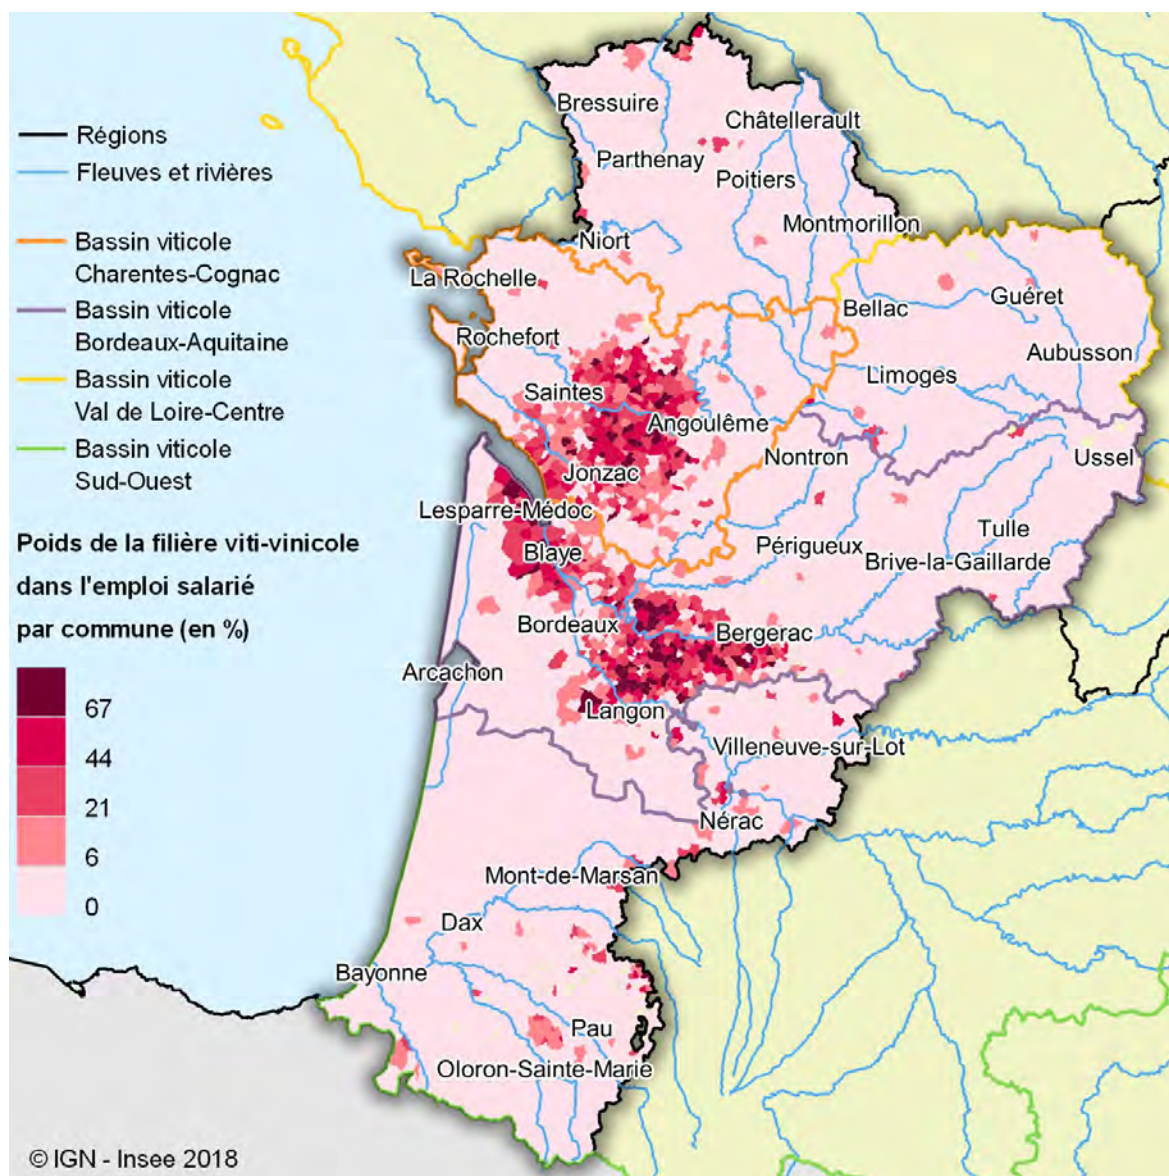 Régions
Fleuves et rivières
Bassin viticole
Charentes-Cognac
Bassin viticole
Bordeaux-Aquitaine
Bassin viticole
Val de Loire-Centre
Bassin viticole
Sud-Ouest
Poids de la filière viti-vinicole
dans l'emploi salarié
par commune (en %)
67
44
21
6
0
Bressuire
Châtellerault
Parthenay
Poitiers
Montmorillon
Niort
La Rochelle
Bellac
Guéret
Rochefort
Aubusson
Limoges
Saintes
Angoulême
Nontron
Ussel
Jonzac
Lesparre-Médoc
Tulle
Blaye
Périgueux
Brive-la-Gaillarde
Bordeaux
Bergerac
Arcachon
Langon
Villeneuve-sur-Lot
Nérac
Mont-de-Marsan
Dax
Bayonne
Pau
Oloron-Sainte-Marie
© IGN - Insee 2018